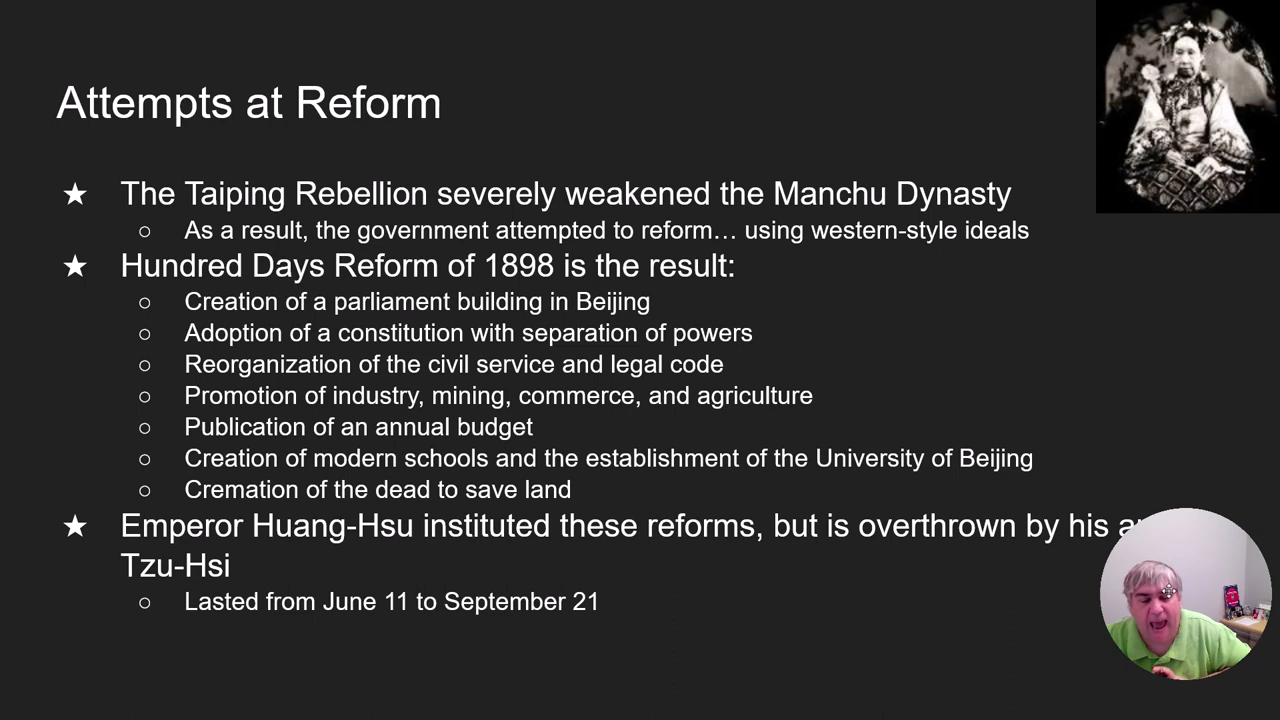 Attempts at Reform
★ The Taiping Rebellion severely weakened the Manchu Dynasty
○ As a result, the government attempted to reform… using western-style ideals
★ Hundred Days Reform of 1898 is the result:
○ Creation of a parliament building in Beijing
○ Adoption of a constitution with separation of powers
○ Reorganization of the civil service and legal code
○ Promotion of industry, mining, commerce, and agriculture
○ Publication of an annual budget
○ Creation of modern schools and the establishment of the University of Beijing
○ Cremation of the dead to save land
★ Emperor Huang-Hsu instituted these reforms, but is overthrown by his
Tzu-Hsi
○ Lasted from June 11 to September 21